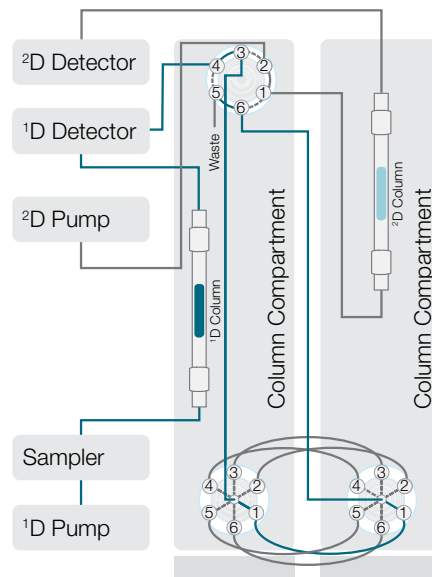 ²D Detector
¹D Detector
²D Pump
Sampler
¹D Pump
3
4
2
5
1
6
Waste
¹D Column
Column Compartment
²D Column
Column Compartment
3
4
2
5
1
6
3
4
2
5
1
6